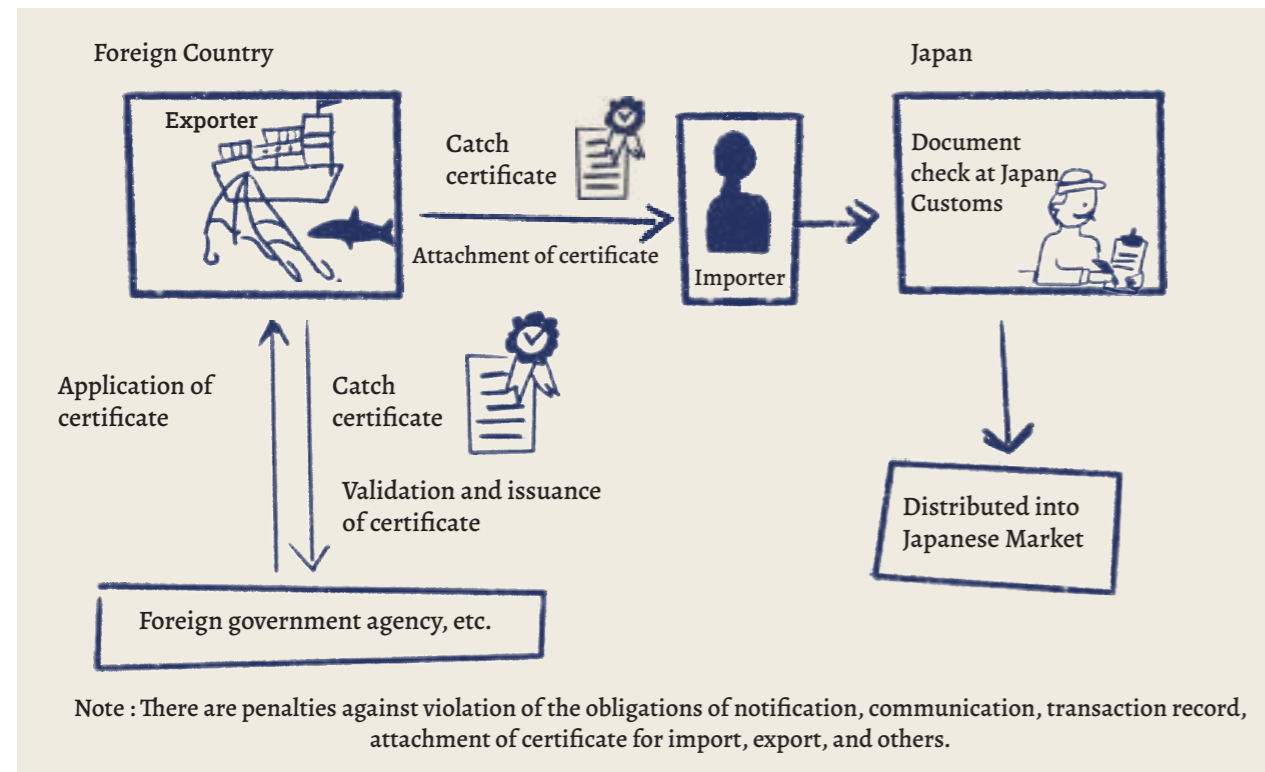 Foreign Country
Japan
Exporter
Catch
certificate
Attachment of certificate
Importer
Document
check at Japan
Customs
Application of
certificate
Catch
certificate
Validation and issuance
of certificate
Distributed into
Japanese Market
Foreign government agency, etc.
Note : There are penalties against violation of the obligations of notification, communication, transaction record,
attachment of certificate for import, export, and others.